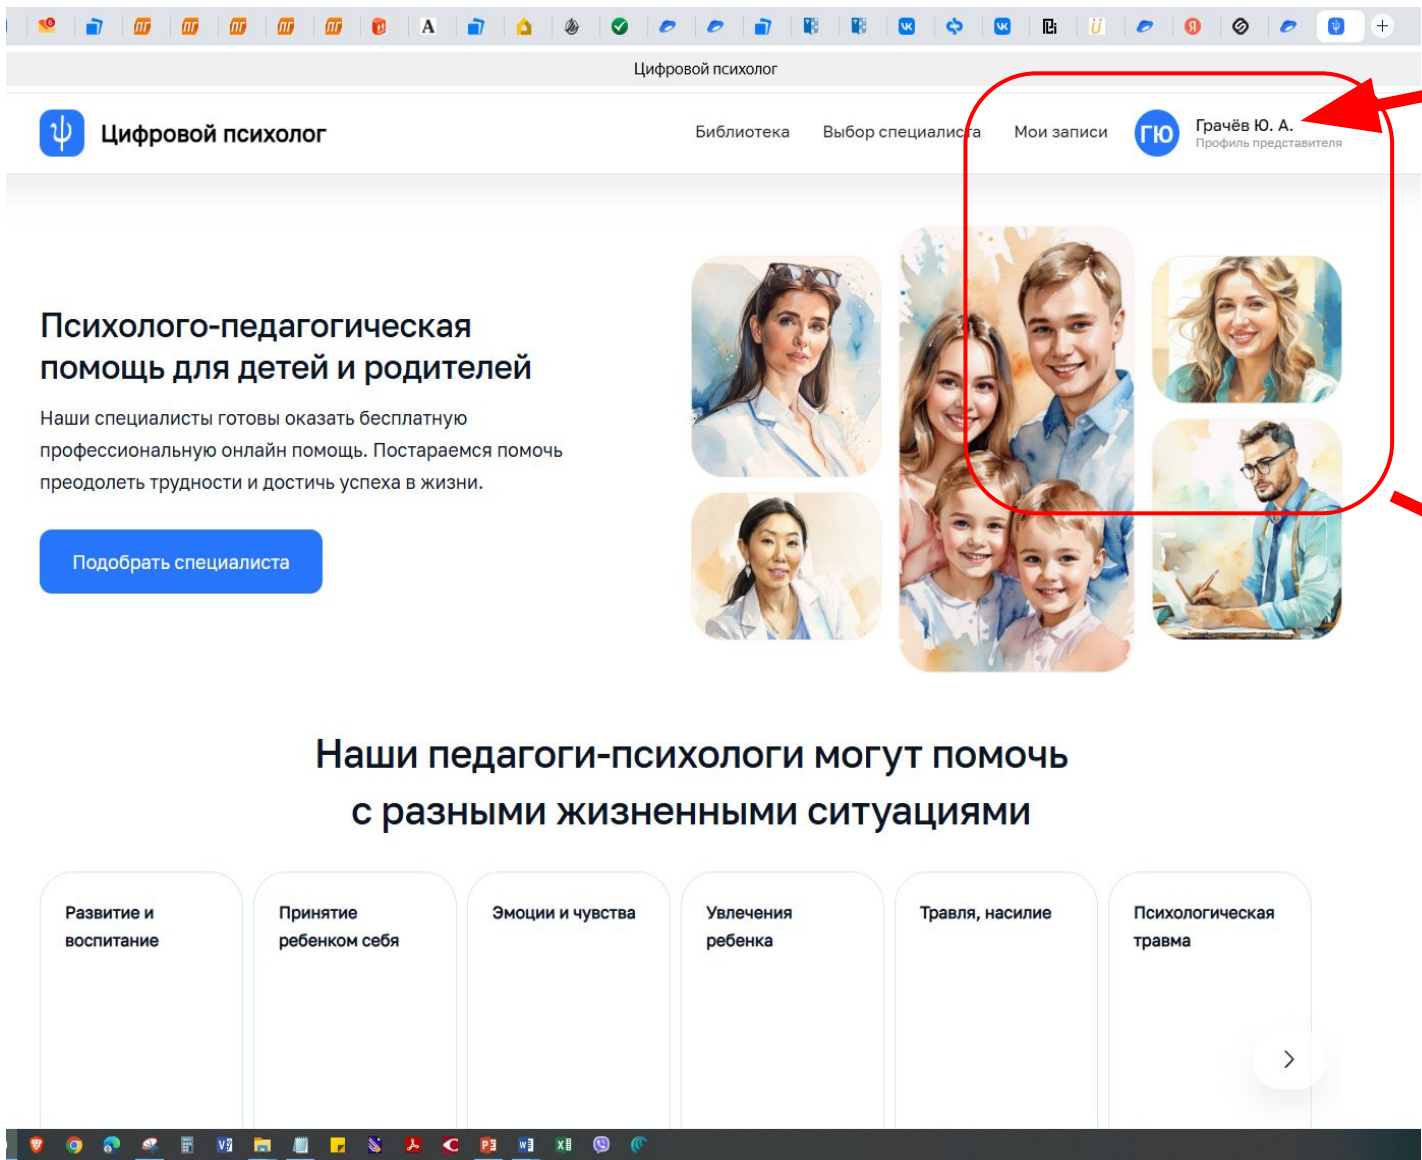 Цифровой психолог
Цифровой психолог
Библиотека Выбор специалиста Мои записи ГЮ Грачёв Ю. А.
Профиль представителя
Психолого-педагогическая
помощь для детей и родителей
Наши специалисты готовы оказать бесплатную
профессиональную онлайн помощь. Постараемся помочь
преодолеть трудности и достичь успеха в жизни.
Подобрать специалиста
Наши педагоги-психологи могут помочь
с разными жизненными ситуациями
Развитие и
воспитание
Принятие
ребенком себя
Эмоции и чувства
Увлечения
ребенка
Травля, насилие
Психологическая
травма